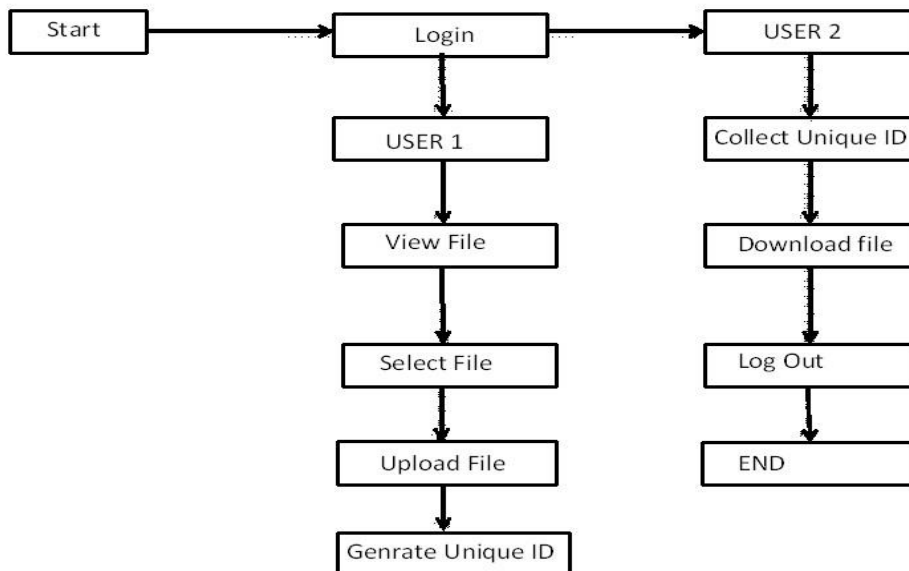 Start
Login
USER 2
USER 1
Collect Unique ID
View File
Download file
Select File
Log Out
Upload File
END
Genrate Unique ID